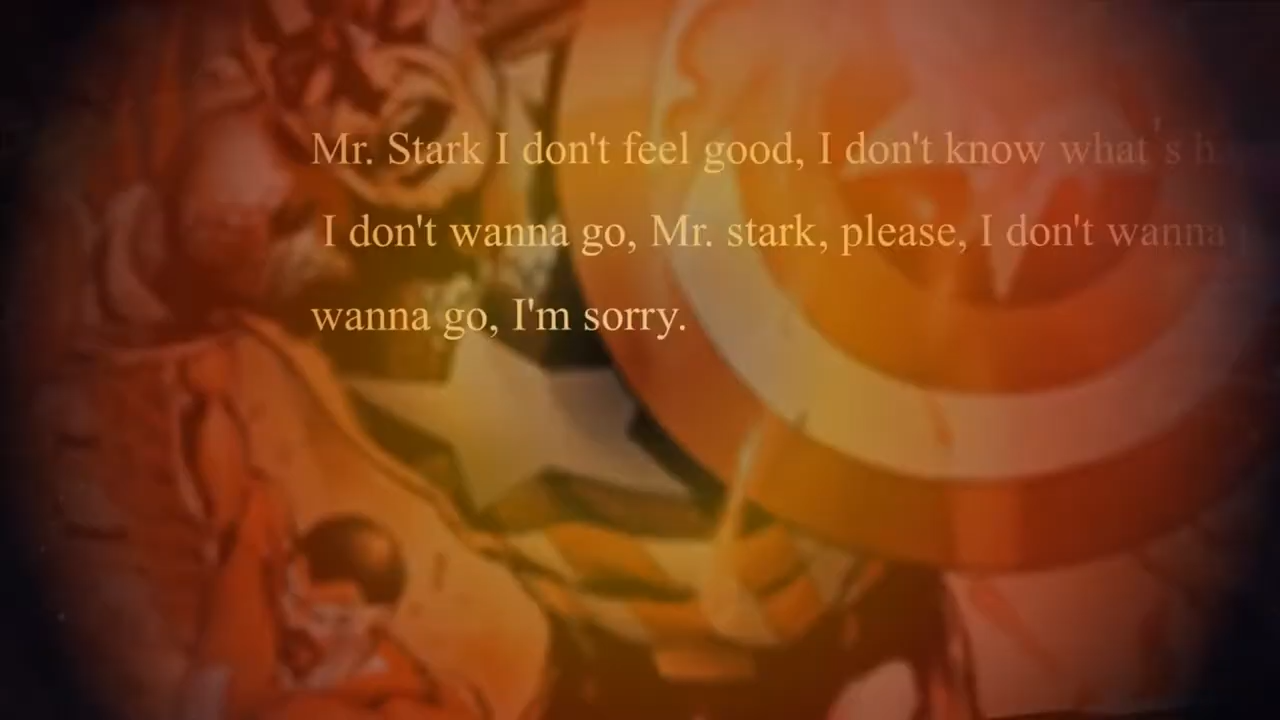 Mr. Stark I don't feel good, I don't know what's
I don't wanna go, Mr. stark, please, I don't wanna
wanna go, I'm sorry.